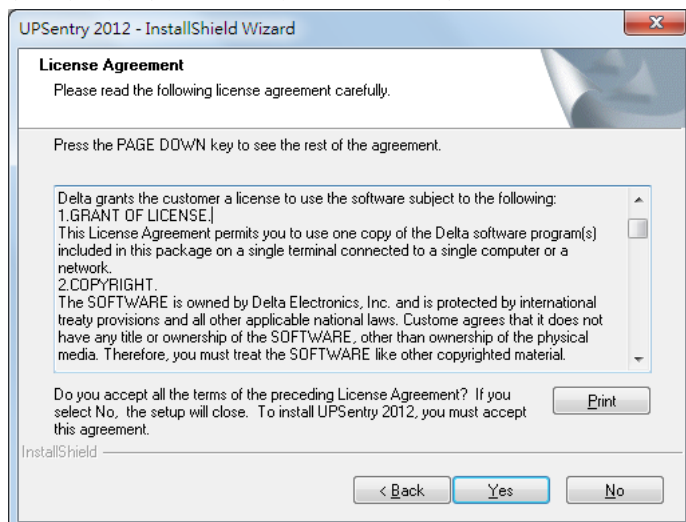 UPSentry 2012 - InstallShield Wizard
License Agreement
Please read the following license agreement carefully.
Press the PAGE DOWN key to see the rest of the agreement.
Delta grants the customer a license to use the software subject to the following:
1.GRANT OF LICENSE.
This License Agreement permits you to use one copy of the Delta software program(s)
included in this package on a single terminal connected to a single computer or a
network.
2.COPYRIGHT.
The SOFTWARE is owned by Delta Electronics, Inc. and is protected by international
treaty provisions and all other applicable national laws. Custome agrees that it does not
have any title or ownership of the SOFTWARE, other than ownership of the physical
media. Therefore, you must treat the SOFTWARE like other copyrighted material.
Do you accept all the terms of the preceding License Agreement? If you
select No, the setup will close. To install UPSentry 2012, you must accept
this agreement.
Print
InstallShield
< Back
Yes
No